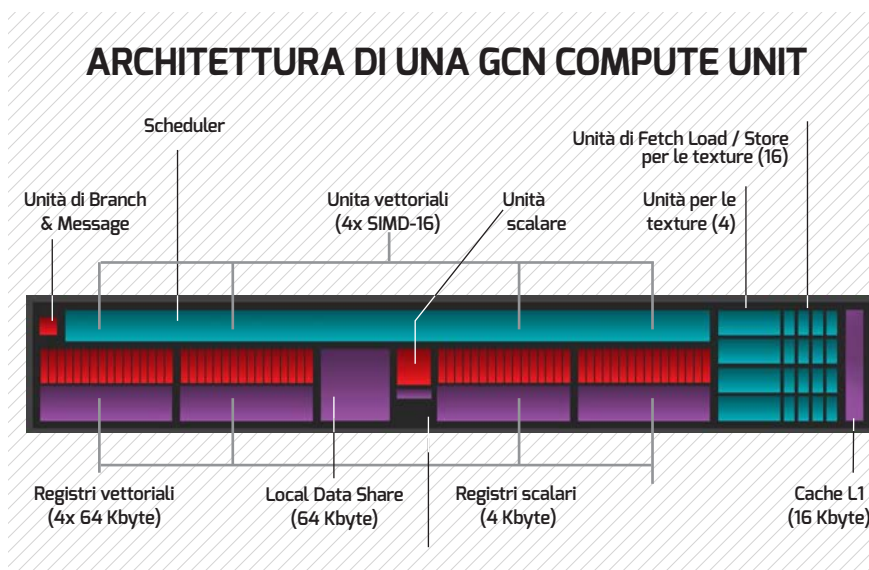 ARCHITETTURA DI UNA GCN COMPUTE UNIT
Scheduler
Unità di Fetch Load / Store
per le texture (16)
Unità di Branch
& Message
Unita vettoriali
(4x SIMD-16)
Unità
scalare
Unità per le
texture (4)
Registri vettoriali
(4x 64 Kbyte)
Local Data Share
(64 Kbyte)
Registri scalari
(4 Kbyte)
Cache L1
(16 Kbyte)